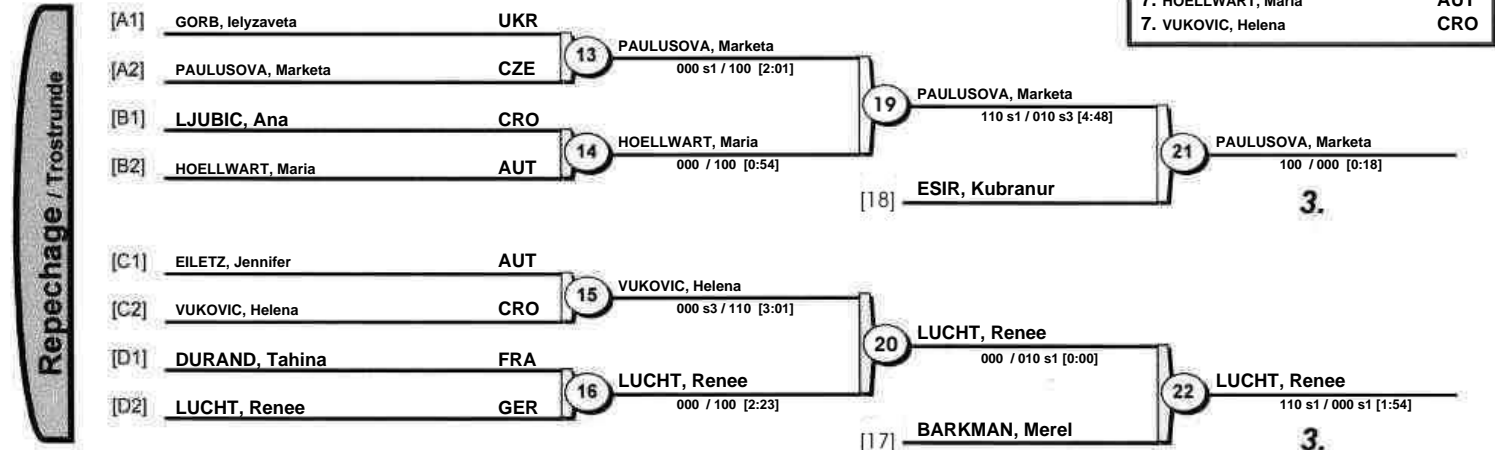 7. HOELLWART, Maria AUT
7. VUKOVIC, Helena CRO
Repechage / Trostrunde
[A1] GORB, Ielyzaveta UKR
13 PAULUSOVA, Marketa
000 s1 / 100 [2:01]
[A2] PAULUSOVA, Marketa CZE
19 PAULUSOVA, Marketa
110 s1 / 010 s3 [4:48]
[B1] LJUBIC, Ana CRO
14 HOELLWART, Maria
000 / 100 [0:54]
[B2] HOELLWART, Maria AUT
21 PAULUSOVA, Marketa
100 / 000 [0:18]
[18] ESIR, Kubranur
3.
[C1] EILETZ, Jennifer AUT
15 VUKOVIC, Helena
000 s3 / 110 [3:01]
[C2] VUKOVIC, Helena CRO
20 LUCHT, Renee
000 / 010 s1 [0:00]
[D1] DURAND, Tahina FRA
16 LUCHT, Renee
000 / 100 [2:23]
[D2] LUCHT, Renee GER
22 LUCHT, Renee
110 s1 / 000 s1 [1:54]
[17] BARKMAN, Merel
3.